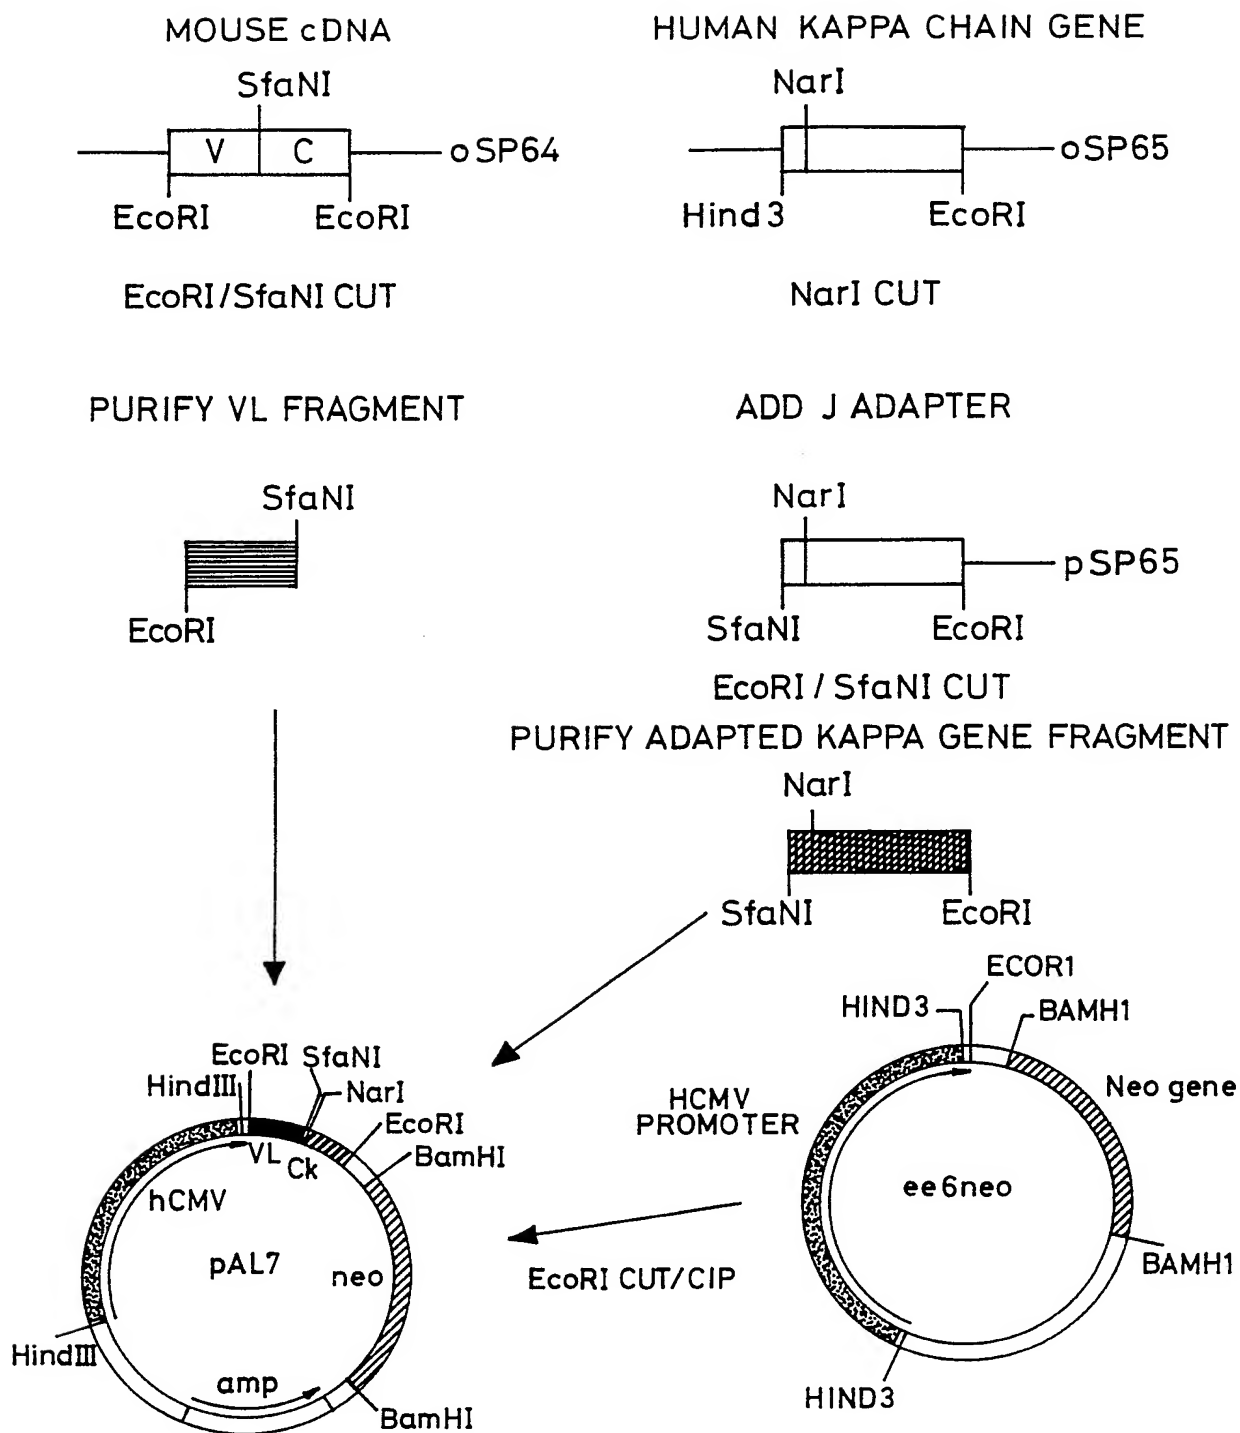 MOUSE cDNA
SfaNI
V C
oSP64
EcoRI EcoRI
EcoRI/SfaNI CUT
PURIFY VL FRAGMENT
SfaNI
EcoRI
HUMAN KAPPA CHAIN GENE
NarI
oSP65
Hind3 EcoRI
NarI CUT
ADD J ADAPTER
NarI
pSP65
SfaNI EcoRI
EcoRI / SfaNI CUT
PURIFY ADAPTED KAPPA GENE FRAGMENT
NarI
SfaNI EcoRI
EcoRI SfaNI
HindIII NarI
EcoRI
BamHI
VL Ck
hCMV
pAL7
neo
HindIII
amp
BamHI
ECOR1
HIND3 BAMH1
HCMV
PROMOTER
Neo gene
ee6neo
BAMH1
HIND3
EcoRI CUT/CIP